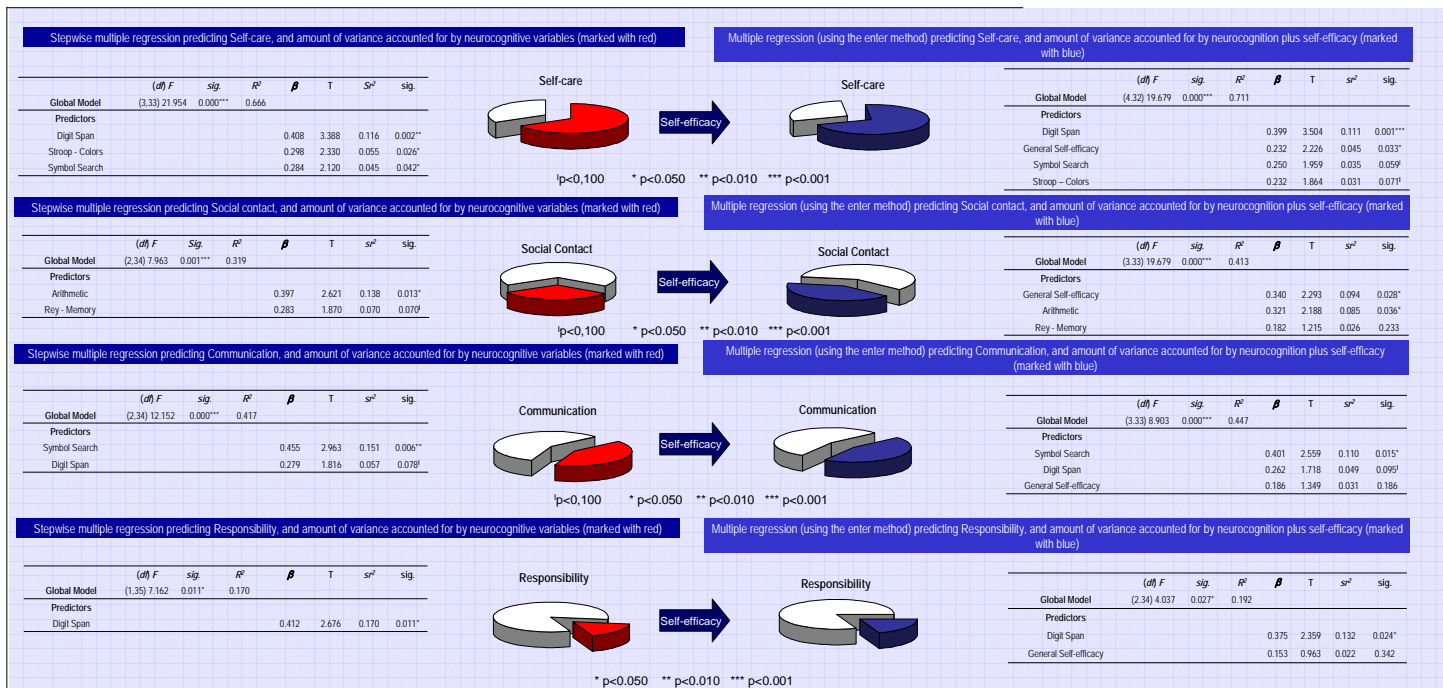 Stepwise multiple regression predicting Self-care, and amount of variance accounted for by neurocognitive variables (marked with red)
(df) F sig. R² β T Sr² sig.
Global Model (3,33) 21.954 0.000*** 0.666
Predictors
Digit Span 0.408 3.388 0.116 0.002**
Stroop - Colors 0.298 2.330 0.055 0.026*
Symbol Search 0.284 2.120 0.045 0.042*
Self-care
Self-efficacy
Self-care
Multiple regression (using the enter method) predicting Self-care, and amount of variance accounted for by neurocognition plus self-efficacy (marked
with blue)
(df) F sig. R² β T sr² sig.
Global Model (4.32) 19.679 0.000*** 0.711
Predictors
Digit Span 0.399 3.504 0.111 0.001***
General Self-efficacy 0.232 2.226 0.045 0.033*
Symbol Search 0.250 1.959 0.035 0.059ƚ
Stroop – Colors 0.232 1.864 0.031 0.071ƚ
ƚp<0,100 * p<0.050 ** p<0.010 *** p<0.001
Stepwise multiple regression predicting Social contact, and amount of variance accounted for by neurocognitive variables (marked with red)
(df) F Sig. R² β T sr² sig.
Global Model (2,34) 7.963 0.001*** 0.319
Predictors
Arithmetic 0.397 2.621 0.138 0.013*
Rey - Memory 0.283 1.870 0.070 0.070ƚ
Social Contact
Self-efficacy
Social Contact
Multiple regression (using the enter method) predicting Social contact, and amount of variance accounted for by neurocognition plus self-efficacy (marked
with blue)
(df) F sig. R² β T sr² sig.
Global Model (3.33) 19.679 0.000*** 0.413
Predictors
General Self-efficacy 0.340 2.293 0.094 0.028*
Arithmetic 0.321 2.188 0.085 0.036*
Rey - Memory 0.182 1.215 0.026 0.233
ƚp<0,100 * p<0.050 ** p<0.010 *** p<0.001
Stepwise multiple regression predicting Communication, and amount of variance accounted for by neurocognitive variables (marked with red)
(df) F sig. R² β T sr² sig.
Global Model (2,34) 12.152 0.000*** 0.417
Predictors
Symbol Search 0.455 2.963 0.151 0.006**
Digit Span 0.279 1.816 0.057 0.078ƚ
Communication
Self-efficacy
Communication
Multiple regression (using the enter method) predicting Communication, and amount of variance accounted for by neurocognition plus self-efficacy
(marked with blue)
(df) F sig. R² β T sr² sig.
Global Model (3.33) 8.903 0.000*** 0.447
Predictors
Symbol Search 0.401 2.559 0.110 0.015*
Digit Span 0.262 1.718 0.049 0.095ƚ
General Self-efficacy 0.186 1.349 0.031 0.186
ƚp<0,100 * p<0.050 ** p<0.010 *** p<0.001
Stepwise multiple regression predicting Responsibility, and amount of variance accounted for by neurocognitive variables (marked with red)
(df) F sig. R² β T sr² sig.
Global Model (1,35) 7.162 0.011* 0.170
Predictors
Digit Span 0.412 2.676 0.170 0.011*
Responsibility
Self-efficacy
Responsibility
Multiple regression (using the enter method) predicting Responsibility, and amount of variance accounted for by neurocognition plus self-efficacy (marked
with blue)
(df) F sig. R² β T sr² sig.
Global Model (2.34) 4.037 0.027* 0.192
Predictors
Digit Span 0.375 2.359 0.132 0.024*
General Self-efficacy 0.153 0.963 0.022 0.342
* p<0.050 ** p<0.010 *** p<0.001